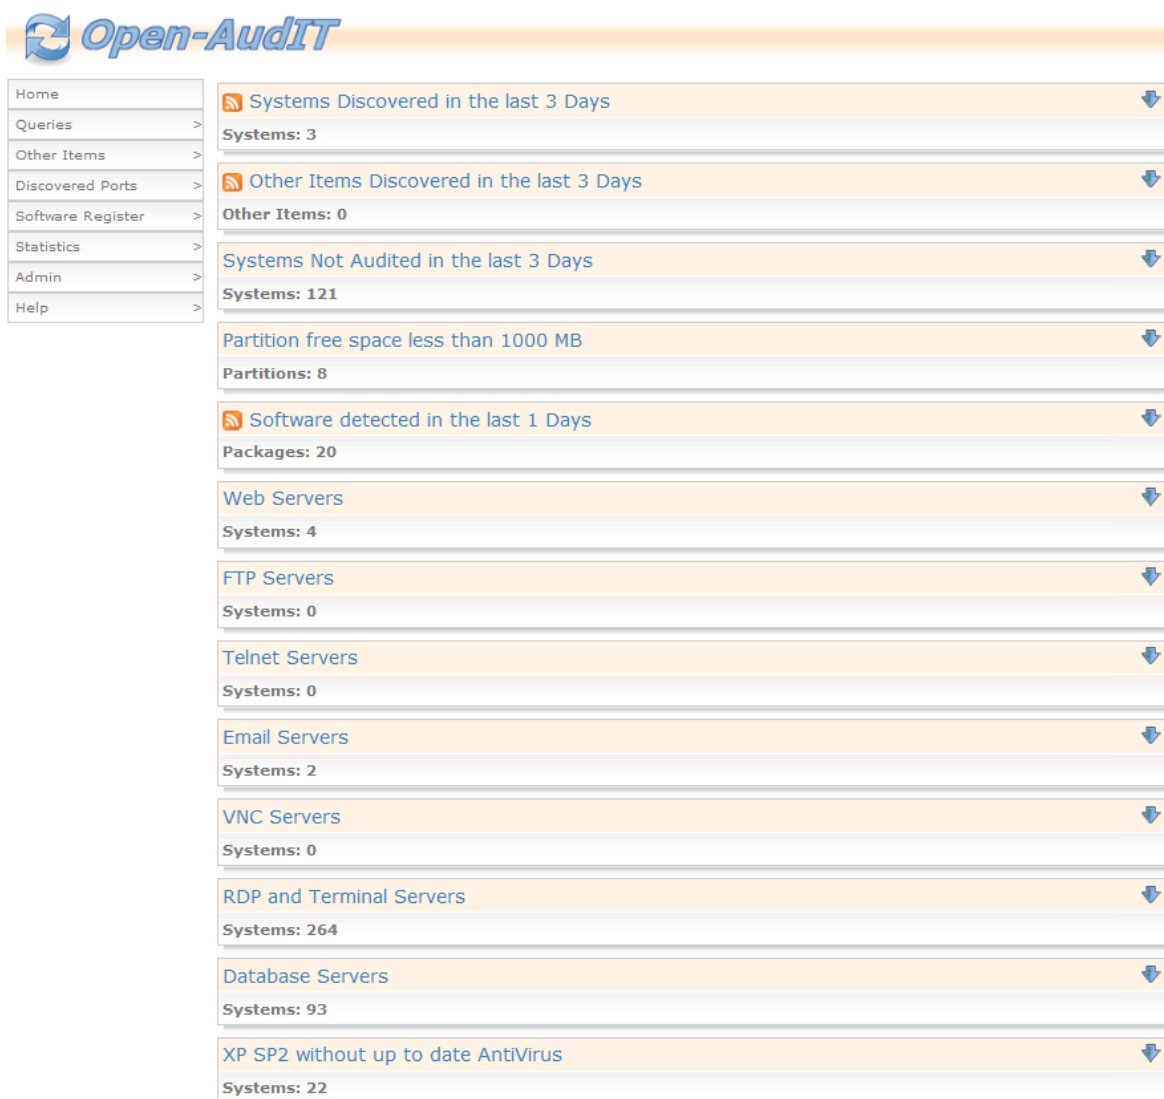 Open-AudIT
Home
Queries >
Other Items >
Discovered Ports >
Software Register >
Statistics >
Admin >
Help >
Systems Discovered in the last 3 Days
Systems: 3
Other Items Discovered in the last 3 Days
Other Items: 0
Systems Not Audited in the last 3 Days
Systems: 121
Partition free space less than 1000 MB
Partitions: 8
Software detected in the last 1 Days
Packages: 20
Web Servers
Systems: 4
FTP Servers
Systems: 0
Telnet Servers
Systems: 0
Email Servers
Systems: 2
VNC Servers
Systems: 0
RDP and Terminal Servers
Systems: 264
Database Servers
Systems: 93
XP SP2 without up to date AntiVirus
Systems: 22